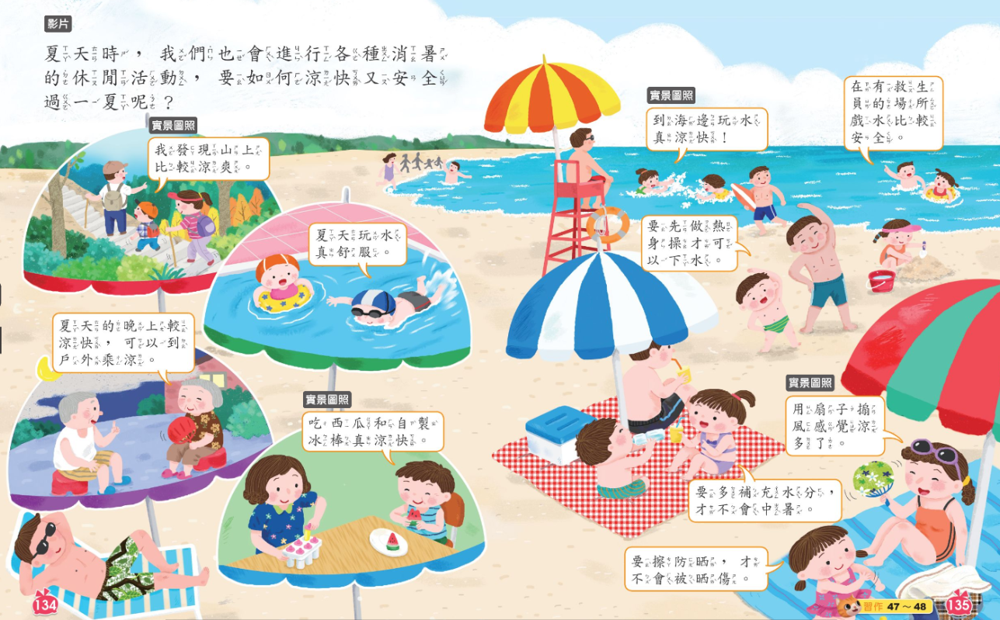 影片
夏天時，我們也會進行各種消暑
的休閒活動，要如何涼快又安全
過一夏呢？
實景圖照
我發現山上
比較涼爽。
夏天玩水
真舒服。
夏天的晚上較
涼快，可以到
戶外乘涼。
實景圖照
吃西瓜和自製
冰棒真涼快。
134
實景圖照
到海邊玩水
真涼快！
在有救生
員的場所
戲水比較
安全。
要先做熱
身操才可
以下水。
實景圖照
用扇子搧
風感覺涼
多了。
要多補充水分，
才不會中暑。
要擦防晒，才
不會被晒傷。
習作 47～48
135